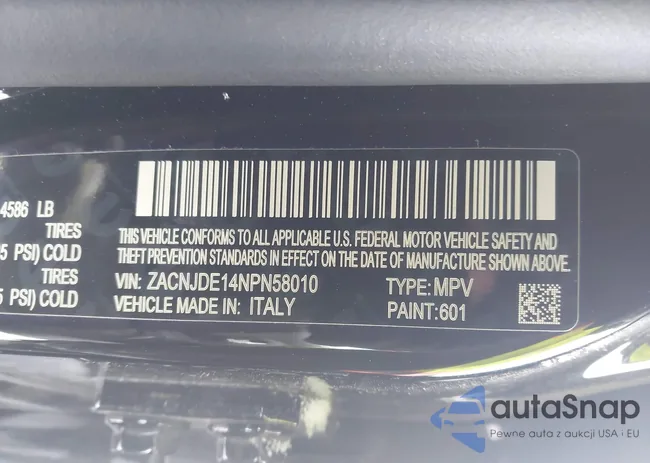 4586 LB
TIRES
5 PSI) COLD
TIRES
5 PSI) COLD
THIS VEHICLE CONFORMS TO ALL APPLICABLE U.S. FEDERAL MOTOR VEHICLE SAFETY AND
THEFT PREVENTION STANDARDS IN EFFECT ON THE DATE OF MANUFACTURE SHOWN ABOVE.
VIN: ZACNJDE14NPN58010 TYPE: MPV
VEHICLE MADE IN: ITALY PAINT:601
autaSnap
Pewne auta z aukcji USA i EU